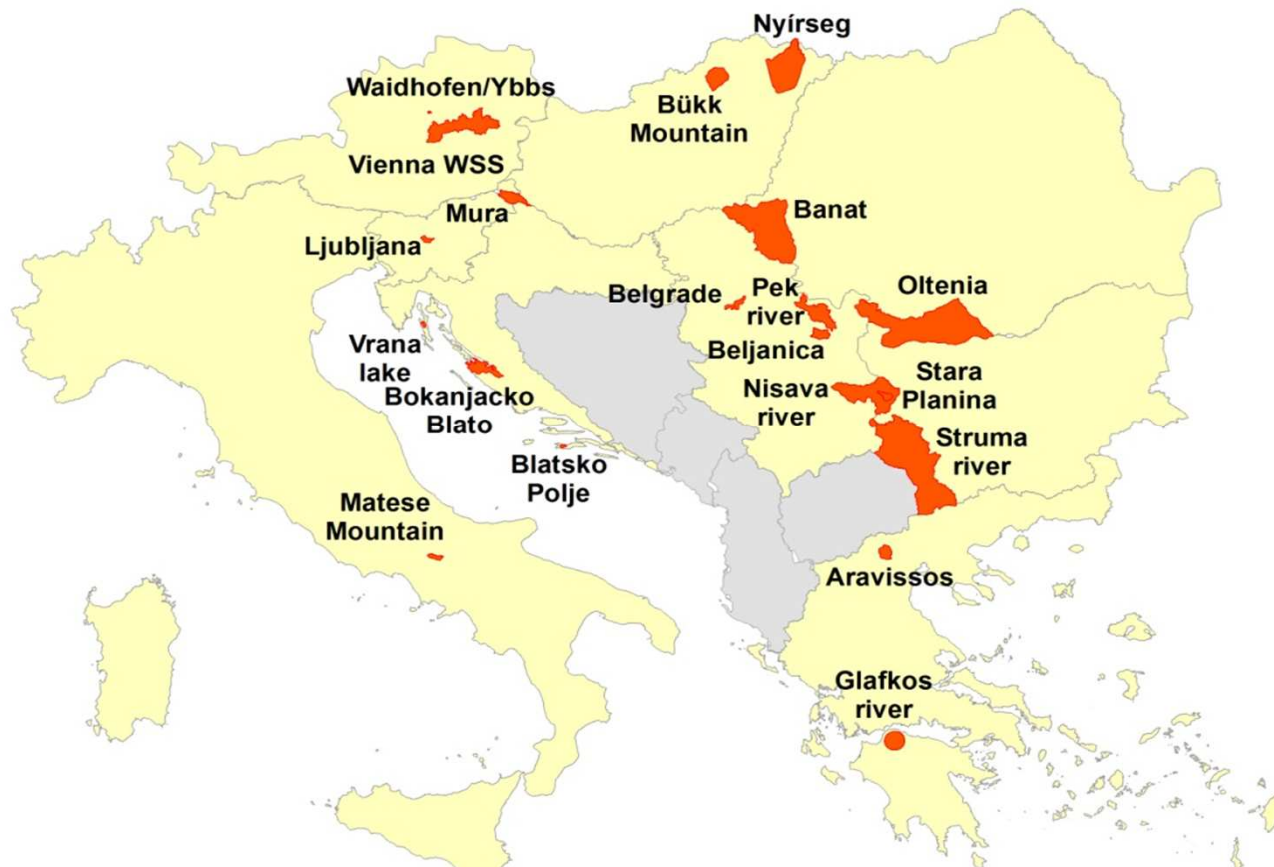 Nyírseg
Waidhofen/Ybbs
Bükk
Mountain
Vienna WSS
Mura
Banat
Ljubljana
Belgrade
Pek
river
Oltenia
Vrana
lake
Beljanica
Bokanjacko
Blato
Nisava
river
Stara
Planina
Struma
river
Blatsko
Polje
Matese
Mountain
Aravissos
Glafkos
river